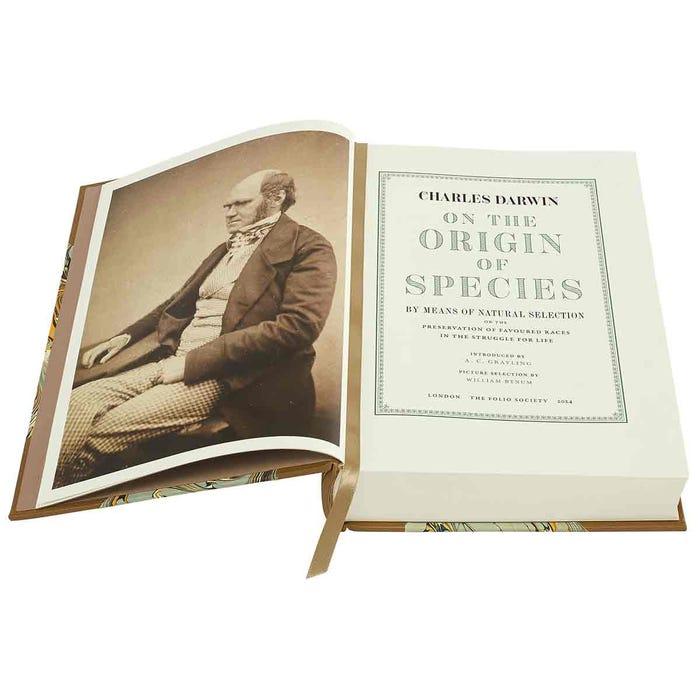 CHARLES DARWIN
ON THE
ORIGIN
OF
SPECIES
BY MEANS OF NATURAL SELECTION
OR THE
PRESERVATION OF FAVOURED RACES
IN THE STRUGGLE FOR LIFE
INTRODUCED BY
A. C. GRAYLING
PICTURE SELECTION BY
WILLIAM BYNUM
LONDON THE FOLIO SOCIETY 2024